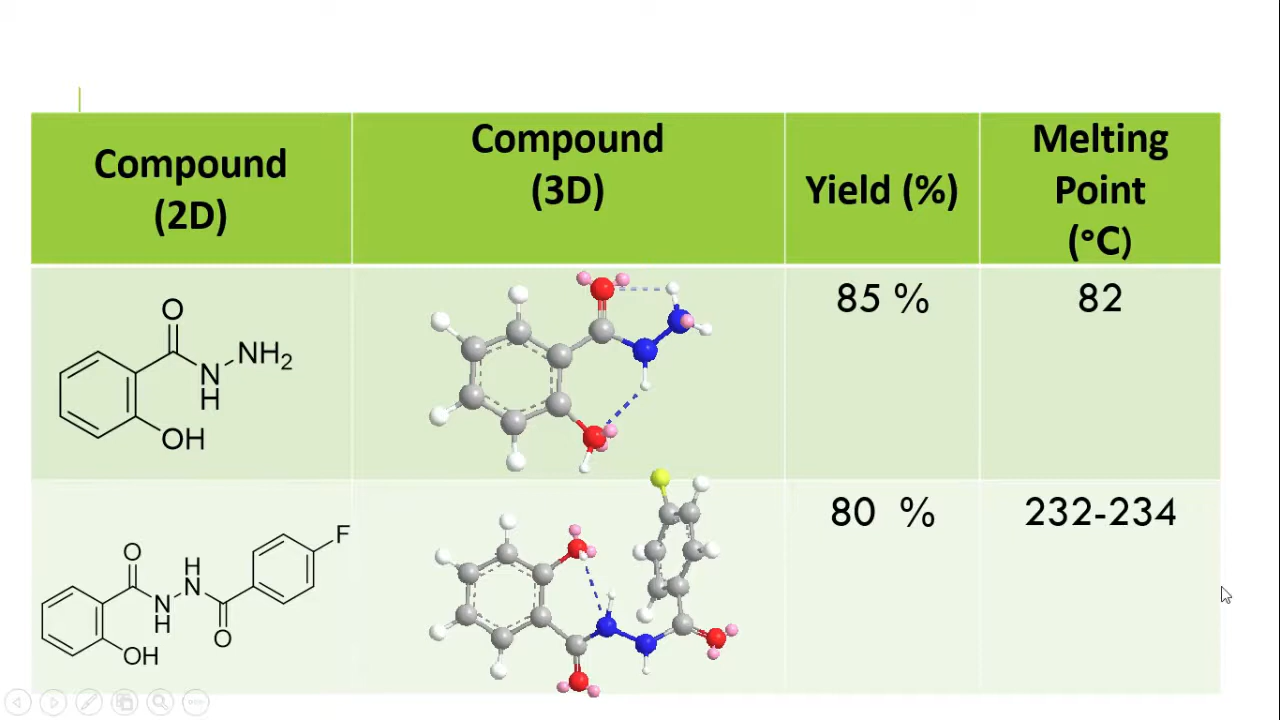 Compound
(2D)
Compound
(3D)
Yield (%)
Melting
Point
(°C)
O
NH2
N
H
OH
85 %
82
O
H
N
N
H
O
F
OH
80 %
232-234